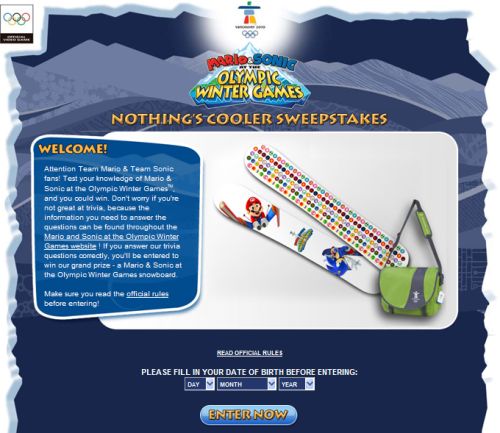 OFFICIAL
VIDEO GAME
vancouver 2010
MARIO & SONIC
AT THE
OLYMPIC
WINTER GAMES
NOTHING'S COOLER SWEEPSTAKES
WELCOME!
Attention Team Mario & Team Sonic
fans! Test your knowledge of Mario &
Sonic at the Olympic Winter Games™,
and you could win. Don't worry if you're
not great at trivia, because the
information you need to answer the
questions can be found throughout the
Mario and Sonic at the Olympic Winter
Games website ! If you answer our trivia
questions correctly, you'll be entered to
win our grand prize - a Mario & Sonic at
the Olympic Winter Games snowboard.
Make sure you read the official rules
before entering!
READ OFFICIAL RULES
PLEASE FILL IN YOUR DATE OF BIRTH BEFORE ENTERING:
DAY MONTH YEAR
ENTER NOW